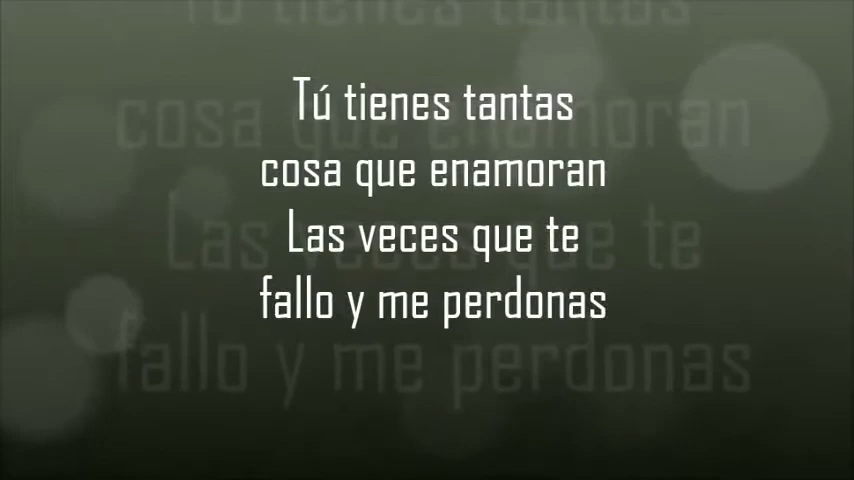 Tú tienes tantas
cosa que enamoran
Las veces que te
fallo y me perdonas